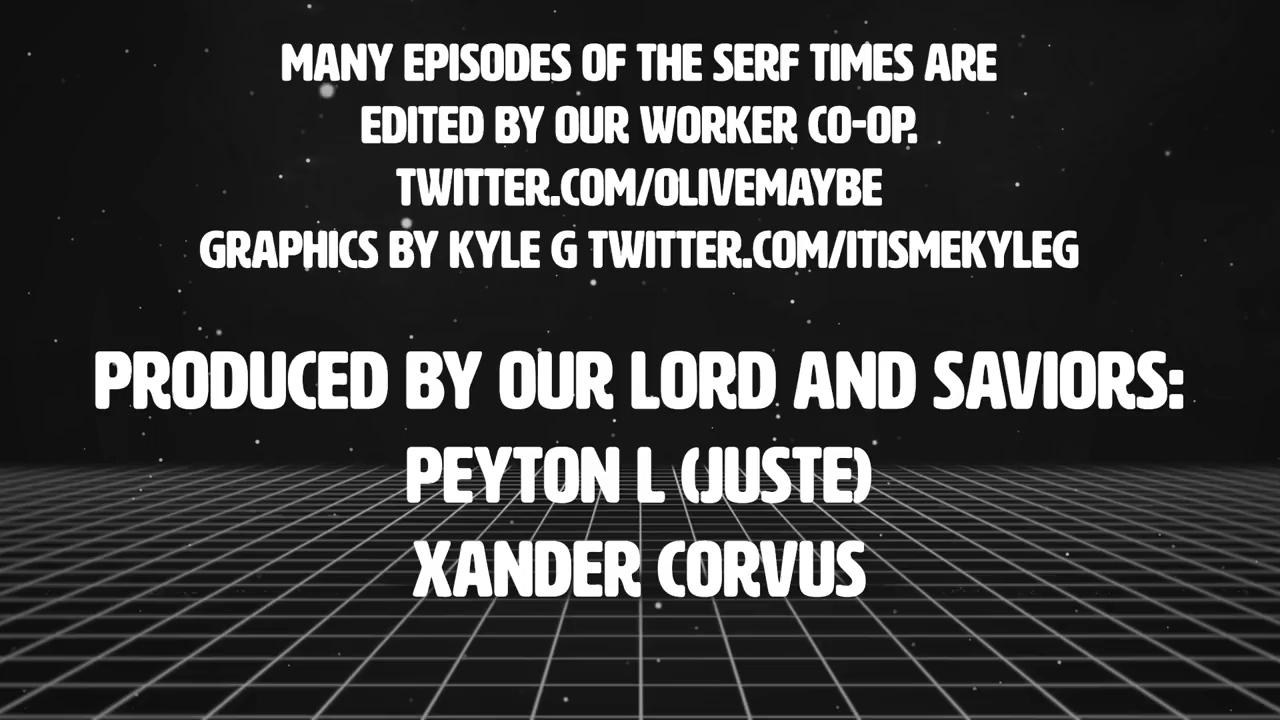 MANY EPISODES OF THE SERF TIMES ARE
EDITED BY OUR WORKER CO-OP.
TWITTER.COM/OLIVEMAYBE
GRAPHICS BY KYLE G TWITTER.COM/ITISMEKYLEG
PRODUCED BY OUR LORD AND SAVIORS:
PEYTON L (JUSTE)
XANDER CORVUS